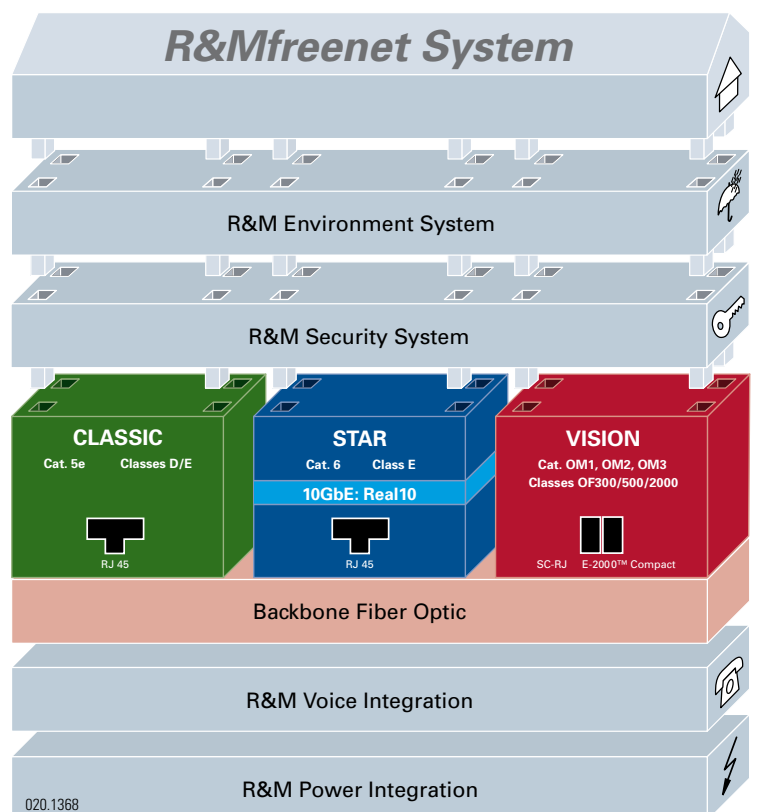 R&Mfreenet System
R&M Environment System
R&M Security System
CLASSIC
Cat. 5e Classes D/E
RJ 45
STAR
Cat. 6 Class E
10GbE: Real10
RJ 45
VISION
Cat. OM1, OM2, OM3
Classes OF300/500/2000
SC-RJ E-2000™ Compact
Backbone Fiber Optic
R&M Voice Integration
R&M Power Integration
020.1368